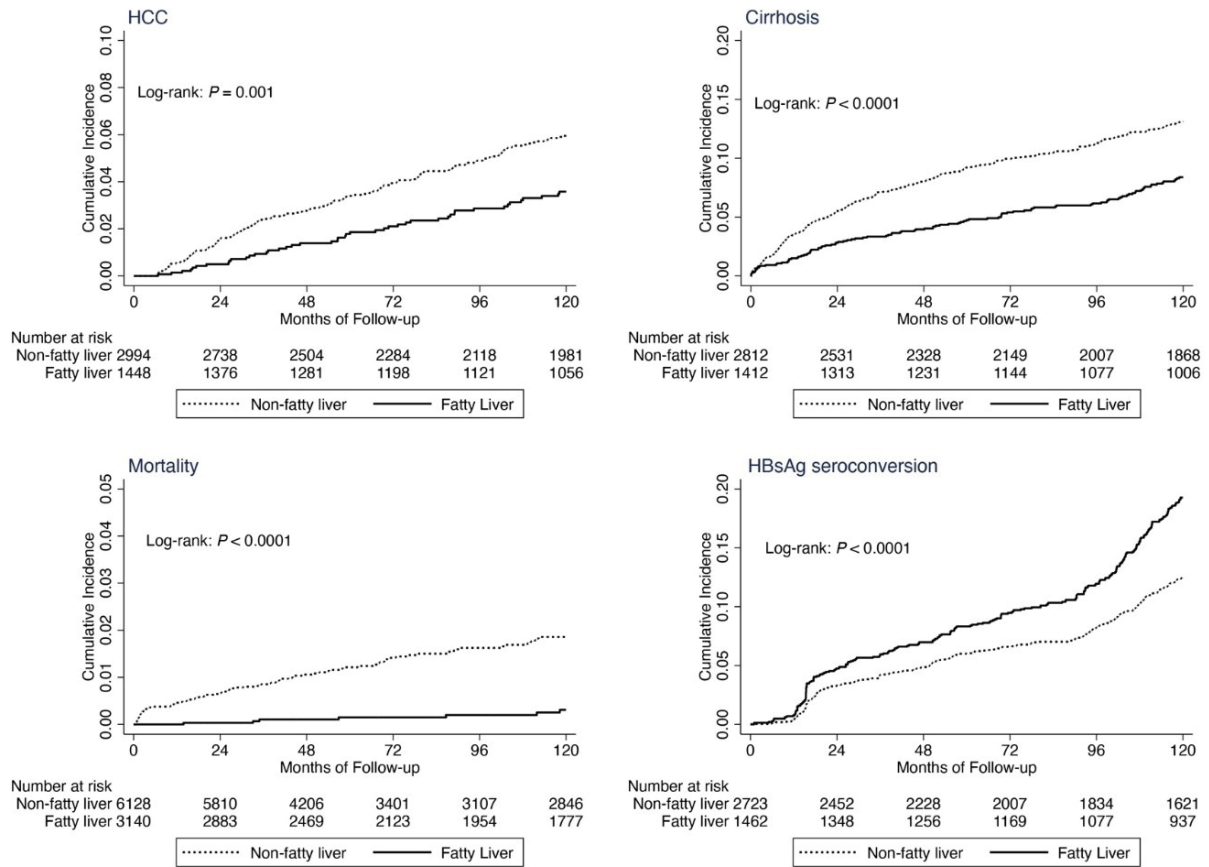 HCC
0.10
0.08
0.06
0.04
0.02
0.00
Cumulative Incidence
Log-rank: P = 0.001
0 24 48 72 96 120
Months of Follow-up
Number at risk
Non-fatty liver 2994 2738 2504 2284 2118 1981
Fatty liver 1448 1376 1281 1198 1121 1056
Non-fatty liver Fatty Liver
Cirrhosis
0.20
0.15
0.10
0.05
0.00
Cumulative Incidence
Log-rank: P < 0.0001
0 24 48 72 96 120
Months of Follow-up
Number at risk
Non-fatty liver 2812 2531 2328 2149 2007 1868
Fatty liver 1412 1313 1231 1144 1077 1006
Non-fatty liver Fatty Liver
Mortality
0.05
0.04
0.03
0.02
0.01
0.00
Cumulative Incidence
Log-rank: P < 0.0001
0 24 48 72 96 120
Months of Follow-up
Number at risk
Non-fatty liver 6128 5810 4206 3401 3107 2846
Fatty liver 3140 2883 2469 2123 1954 1777
Non-fatty liver Fatty Liver
HBsAg seroconversion
0.20
0.15
0.10
0.05
0.00
Cumulative Incidence
Log-rank: P < 0.0001
0 24 48 72 96 120
Months of Follow-up
Number at risk
Non-fatty liver 2723 2452 2228 2007 1834 1621
Fatty liver 1462 1348 1256 1169 1077 937
Non-fatty liver Fatty Liver